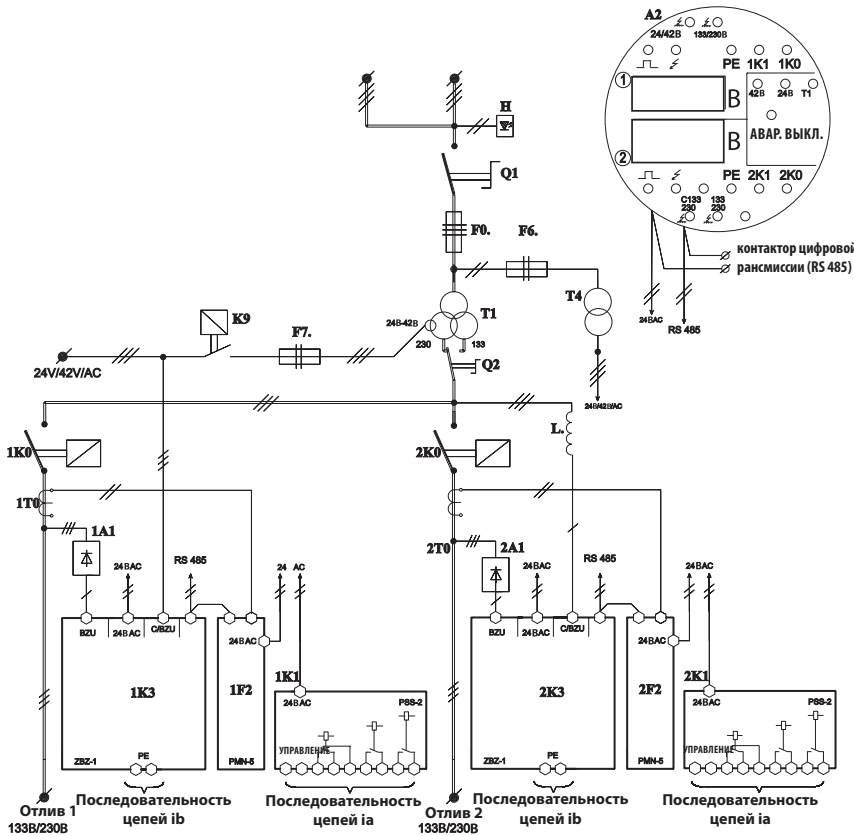 A2
24/42В 133/230 В
PE 1K1 1K0
1
В
42В 24В T1
АВАР. ВЫКЛ.
2
В
PE 2K1 2K0
C133 133
230 230
контактор цифровой
рансмиссии (RS 485)
24ВАС
RS 485
H
Q1
F0.
F6.
T4
T1
24В-42В
230
133
K9
F7.
Q2
24V/42V/AC
24В/42В/АС
L.
1K0
2K0
1T0
2T0
1A1
2A1
24ВАС
RS 485
24 AC
24ВАС
RS 485
24ВАС
BZU
24ВАС
C/BZU
24ВАС
BZU
24ВАС
C/BZU
24ВАС
1K3
1F2
1K1
24ВАС
PSS-2
2K3
2F2
2K1
24ВАС
PSS-2
УПРАВЛЕНИЕ
УПРАВЛЕНИЕ
ZBZ-1
PE
PMN-5
ZBZ-1
PE
PMN-5
Отлив 1
133В/230В
Последовательность
цепей ib
Последовательность
цепей ia
Отлив 2
133В/230В
Последовательность
цепей ib
Последовательность
цепей ia